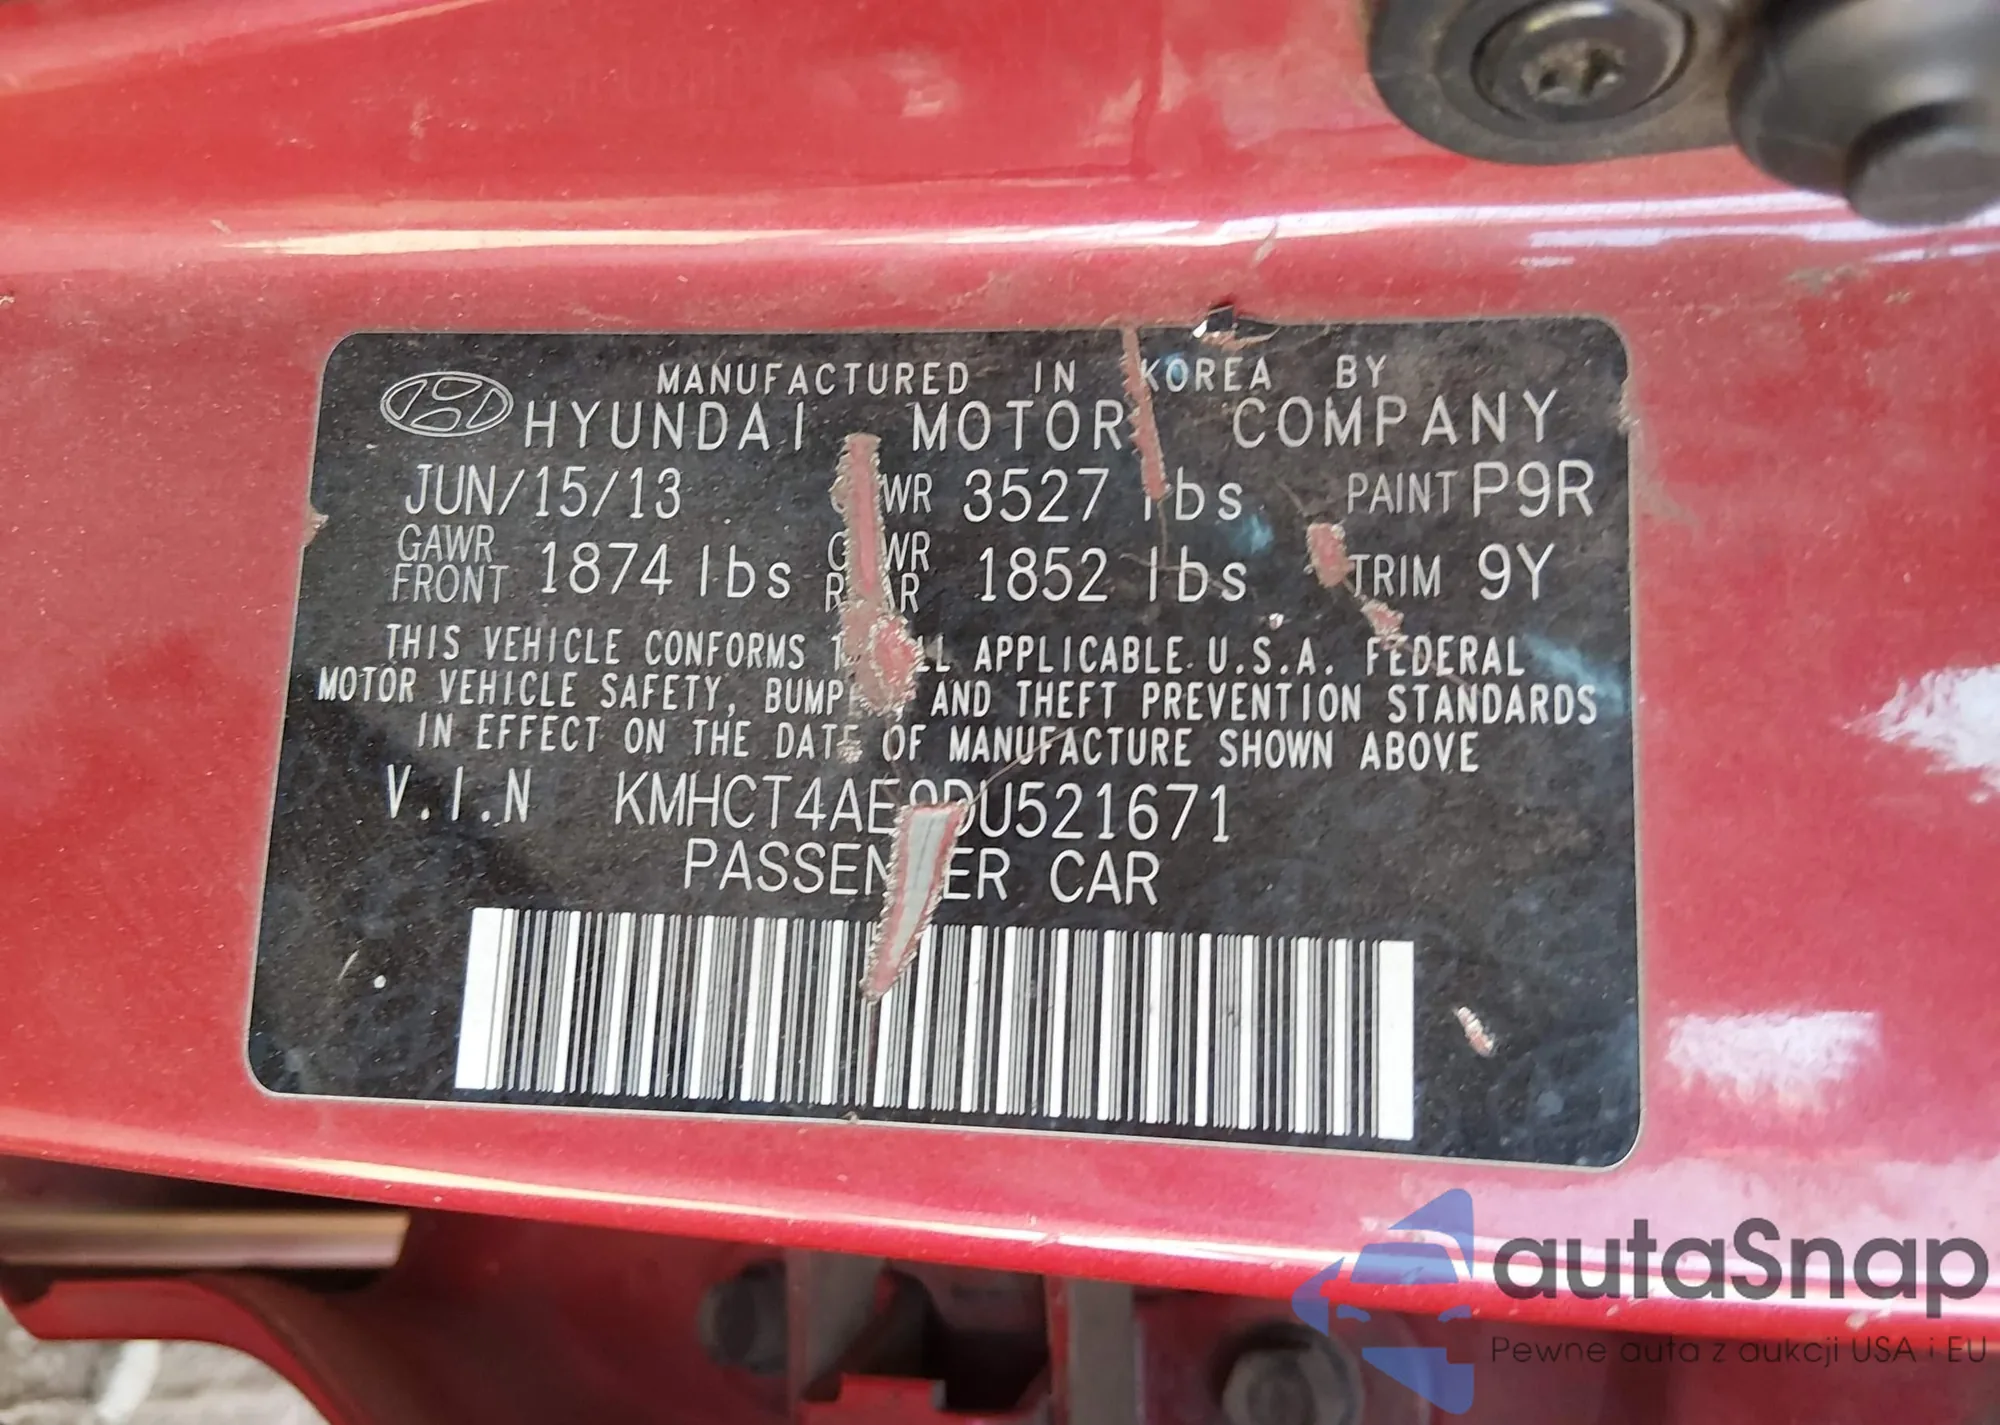 MANUFACTURED IN KOREA BY
HYUNDAI MOTOR COMPANY
JUN/15/13 3527 lbs PAINT P9R
GAWR FRONT 1874 lbs 1852 lbs TRIM 9Y
THIS VEHICLE CONFORMS APPLICABLE U.S.A. FEDERAL
MOTOR VEHICLE SAFETY, AND THEFT PREVENTION STANDARDS
IN EFFECT ON THE DATE OF MANUFACTURE SHOWN ABOVE
V.I.N KMHCT4AE9DU521671
CAR
autaSnap
Pewne auta z aukcji USA i EU